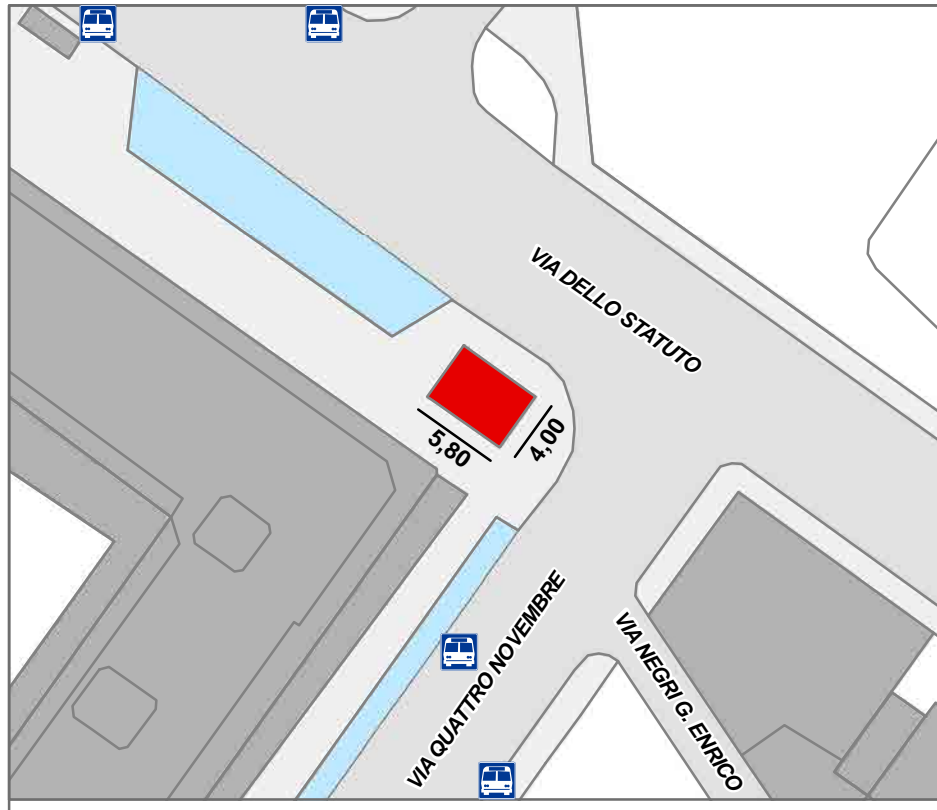 VIA DELLO STATUTO
5,80
4,00
VIA QUATTRO NOVEMBRE
VIA NEGRI G. ENRICO